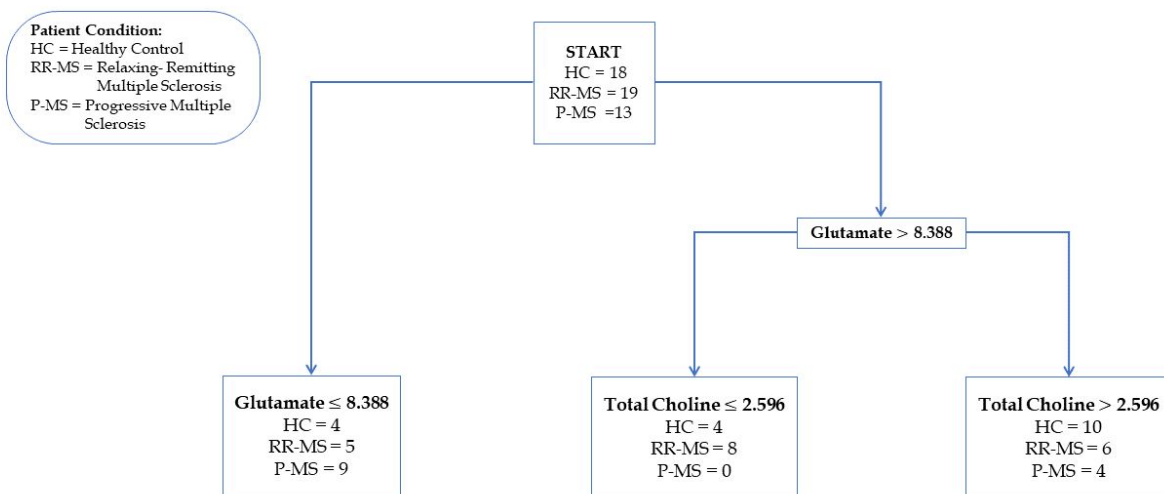 Patient Condition:
HC = Healthy Control
RR-MS = Relaxing- Remitting
Multiple Sclerosis
P-MS = Progressive Multiple
Sclerosis
START
HC = 18
RR-MS = 19
P-MS =13
Glutamate > 8.388
Glutamate ≤ 8.388
HC = 4
RR-MS = 5
P-MS = 9
Total Choline ≤ 2.596
HC = 4
RR-MS = 8
P-MS = 0
Total Choline > 2.596
HC = 10
RR-MS = 6
P-MS = 4